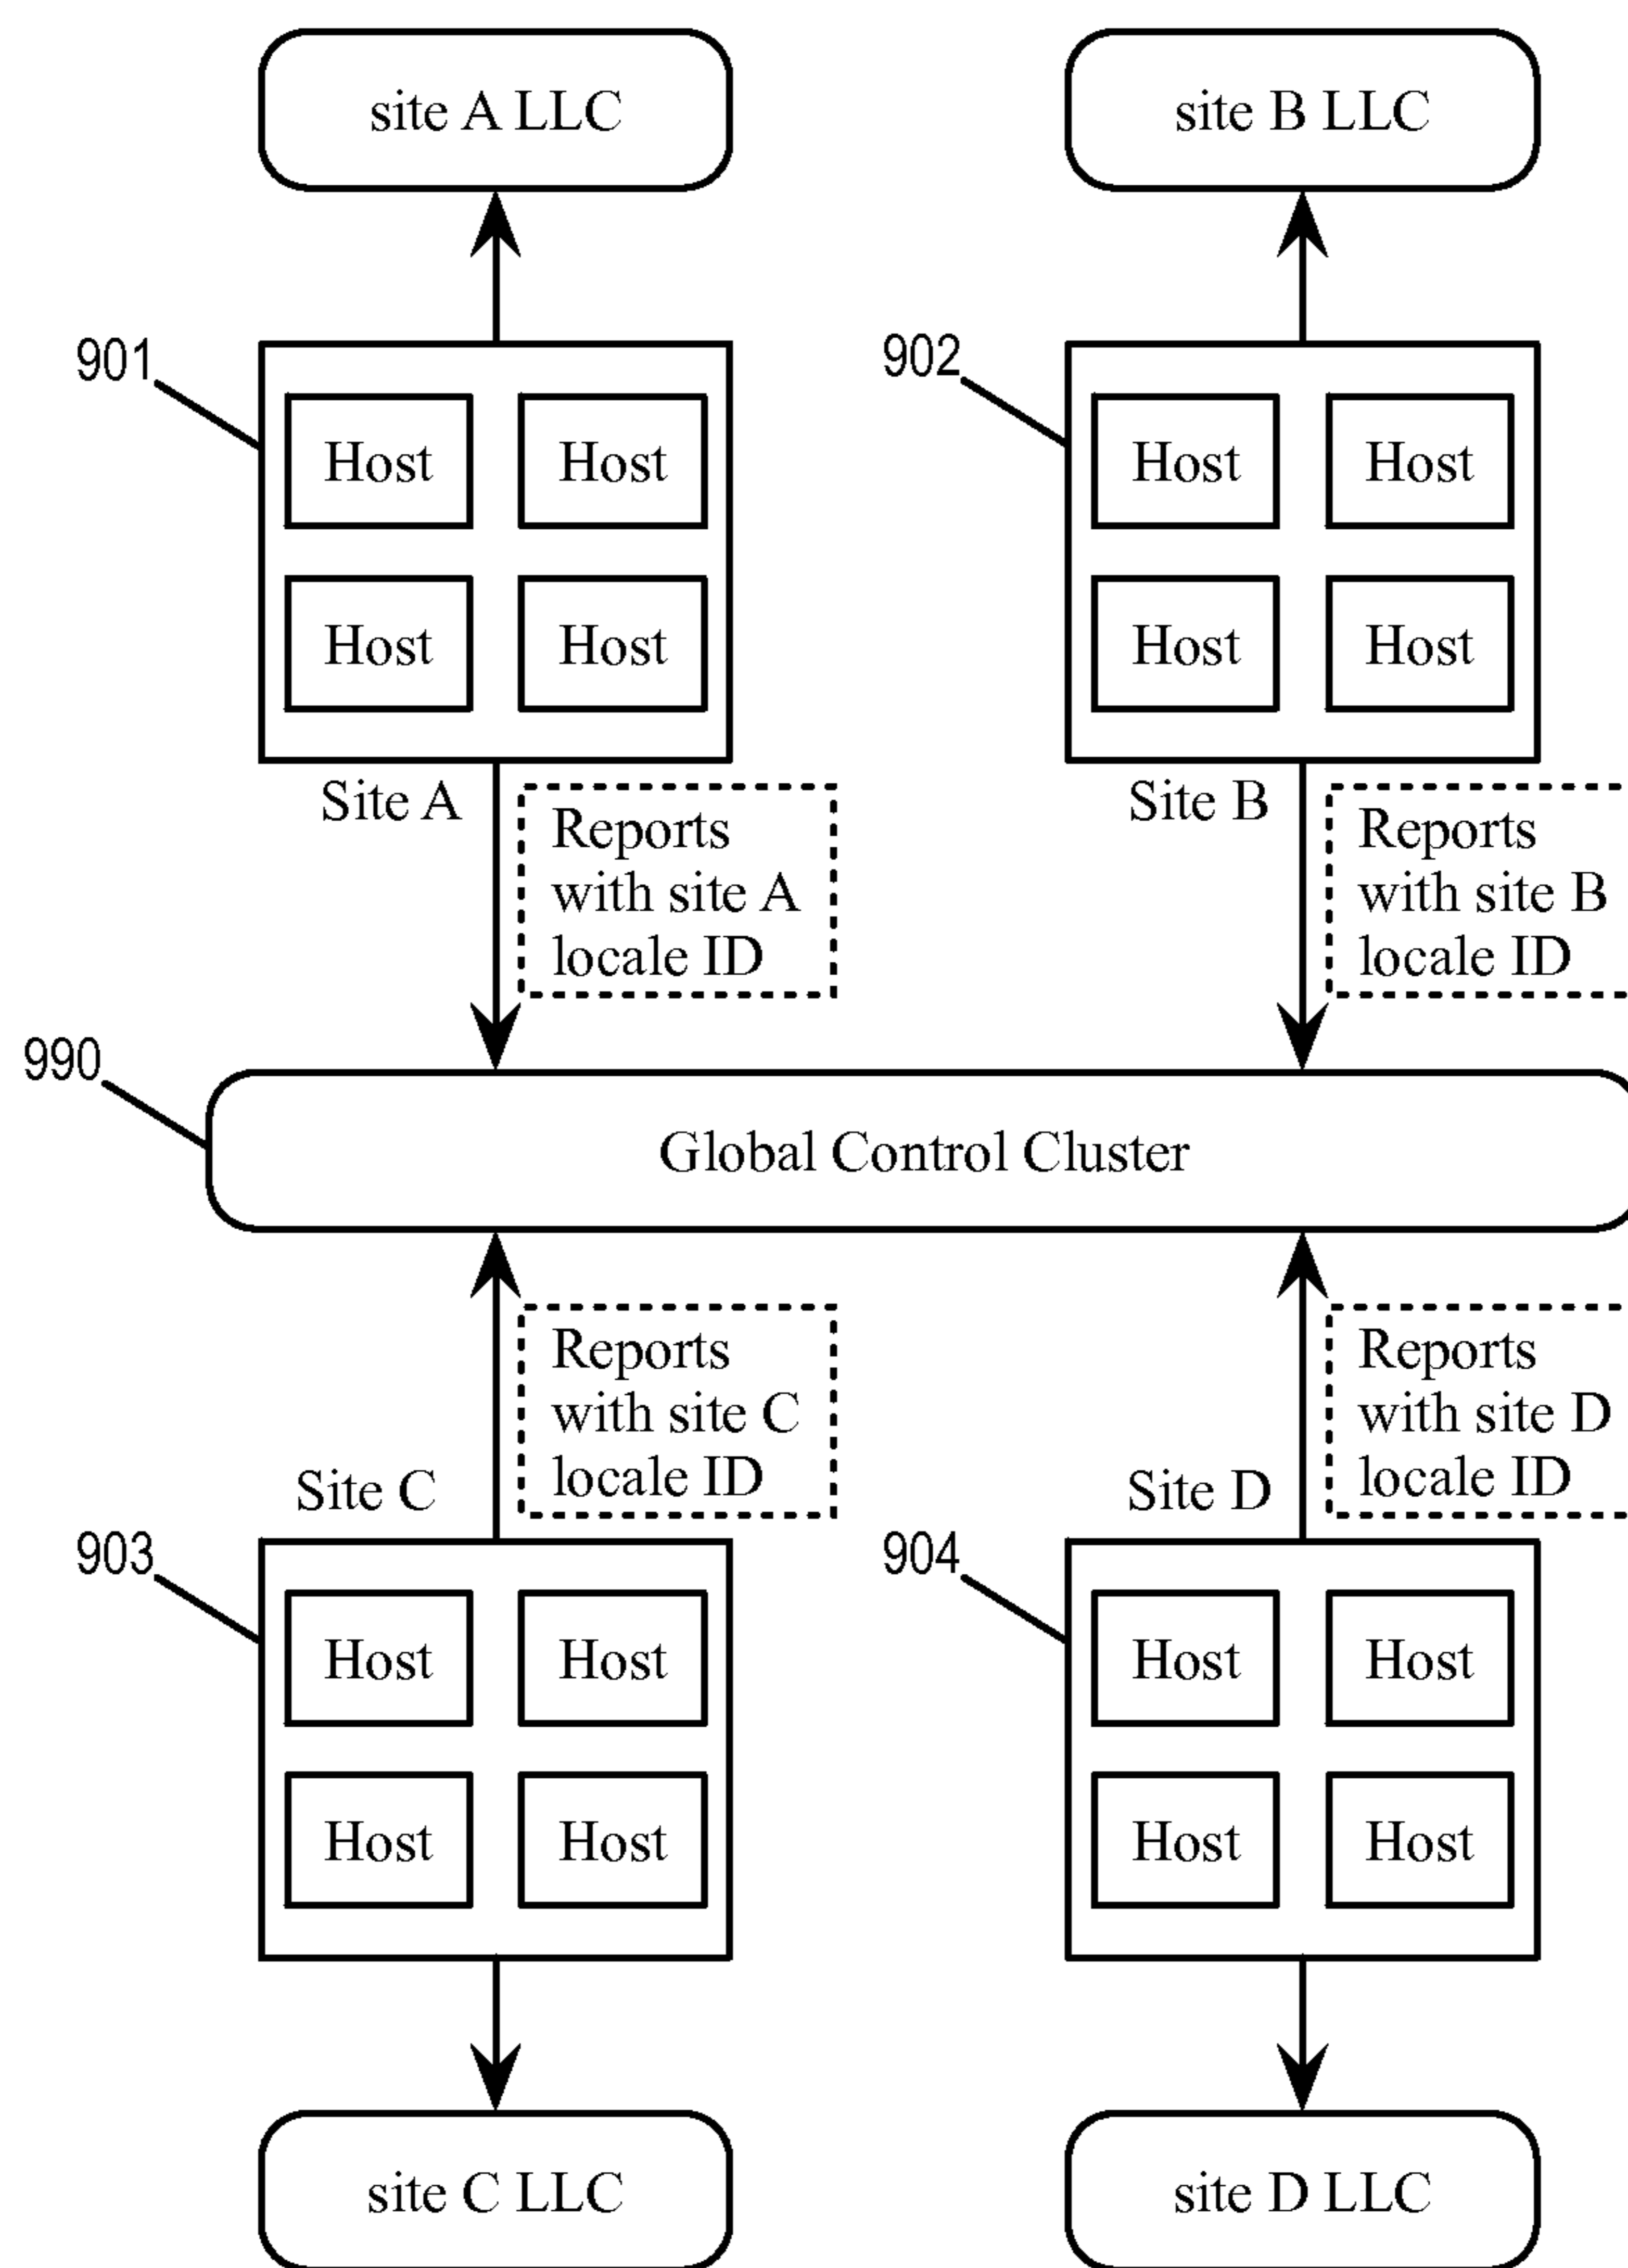 site A LLC
site B LLC
901
902
Host Host
Host Host
Host Host
Host Host
Site A
Site B
Reports
with site A
locale ID
Reports
with site B
locale ID
990
Global Control Cluster
Reports
with site C
locale ID
Reports
with site D
locale ID
Site C
Site D
903
904
Host Host
Host Host
Host Host
Host Host
site C LLC
site D LLC